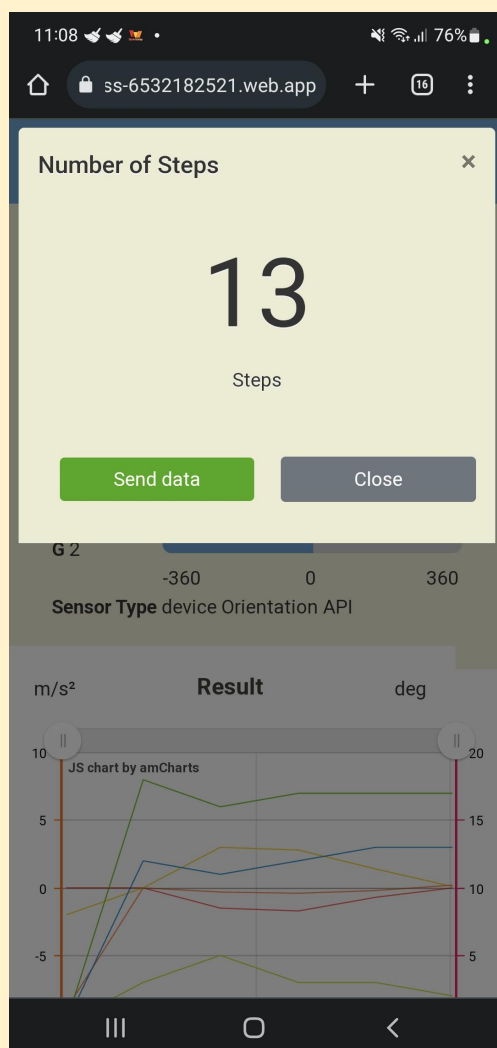 11:08 76%
ss-6532182521.web.app 16
Number of Steps ×
13
Steps
Send data Close
G 2
-360 0 360
Sensor Type device Orientation API
m/s² Result deg
10 20
JS chart by amCharts
5 15
0 10
-5 5